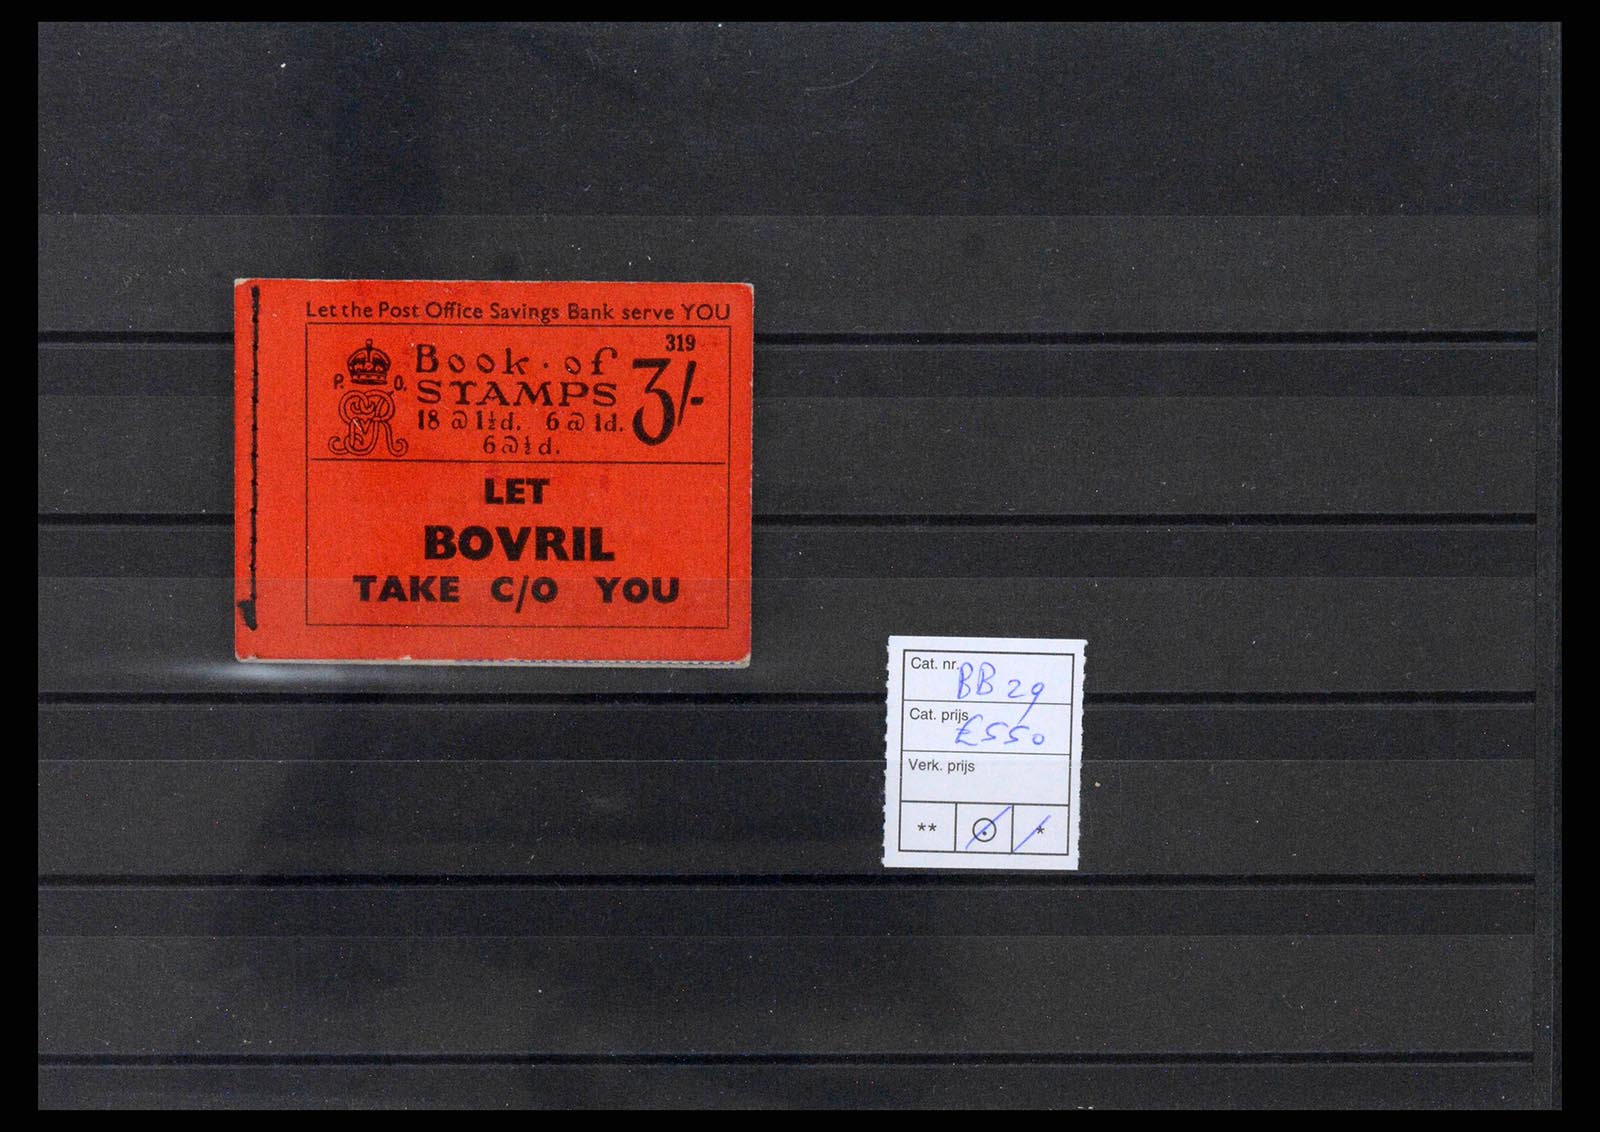 Let the Post Office Savings Bank serve YOU
319
P. O.
Book · of
STAMPS
3/-
18 @ 1½d. 6 @ 1d.
6 @ ½d.
LET
BOVRIL
TAKE C/O YOU
Cat. nr. BB 29
Cat. prijs £550
Verk. prijs
** *